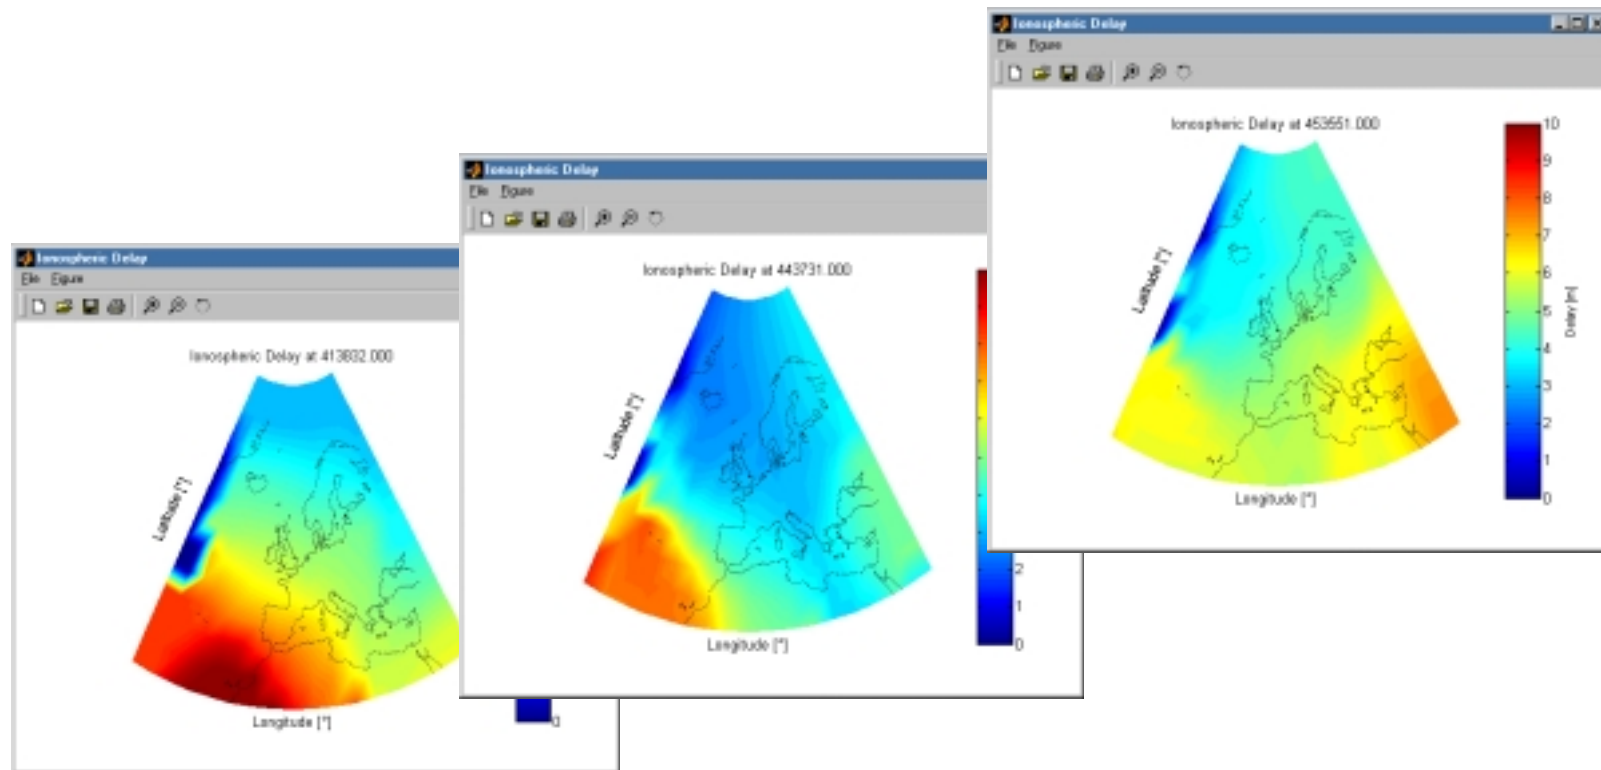 Ionospheric Delay
File Figure
Ionospheric Delay at 413832.000
Latitude [°]
Longitude [°]
0
Ionospheric Delay
File Figure
Ionospheric Delay at 443731.000
Latitude [°]
Longitude [°]
2
1
0
Ionospheric Delay
File Figure
Ionospheric Delay at 453551.000
Latitude [°]
Longitude [°]
10
9
8
7
6
5
4
3
2
1
0
Delay [m]